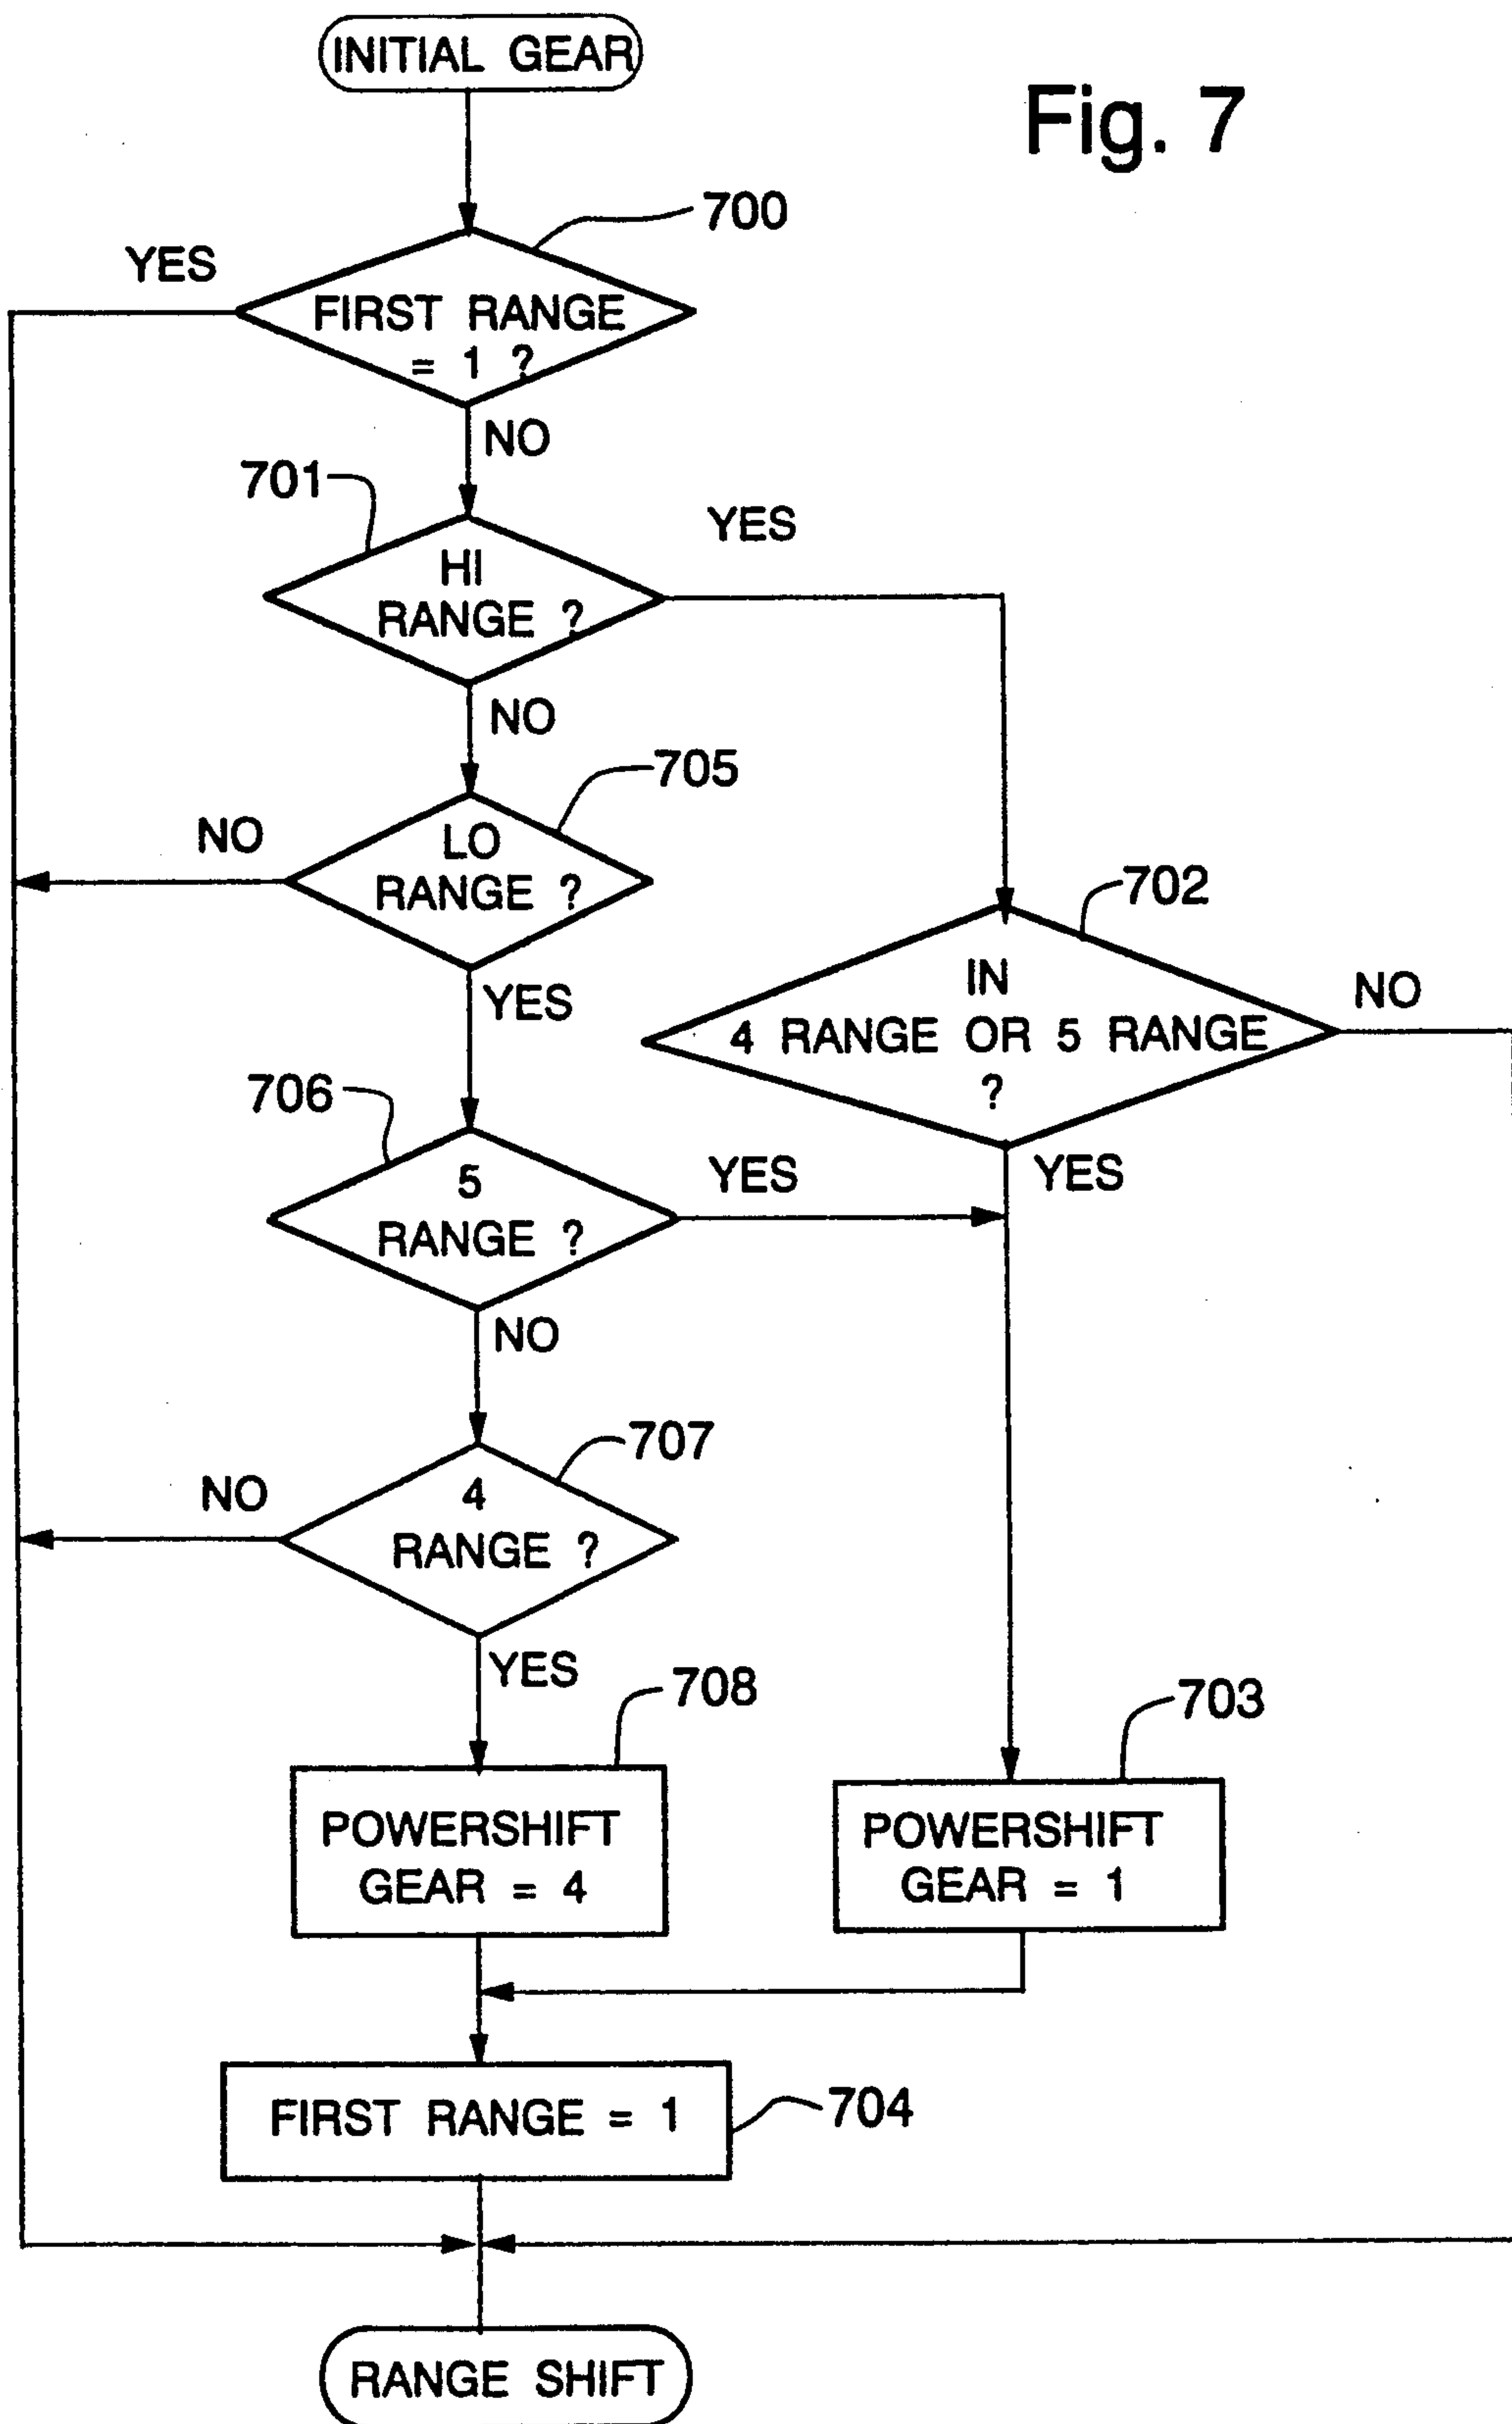 INITIAL GEAR
Fig. 7
700
YES
FIRST RANGE
= 1 ?
NO
701
YES
HI
RANGE ?
NO
705
NO
LO
RANGE ?
702
YES
IN
NO
4 RANGE OR 5 RANGE
?
706
YES
YES
5
RANGE ?
NO
707
NO
4
RANGE ?
YES
708
703
POWERSHIFT
GEAR = 4
POWERSHIFT
GEAR = 1
FIRST RANGE = 1
704
RANGE SHIFT